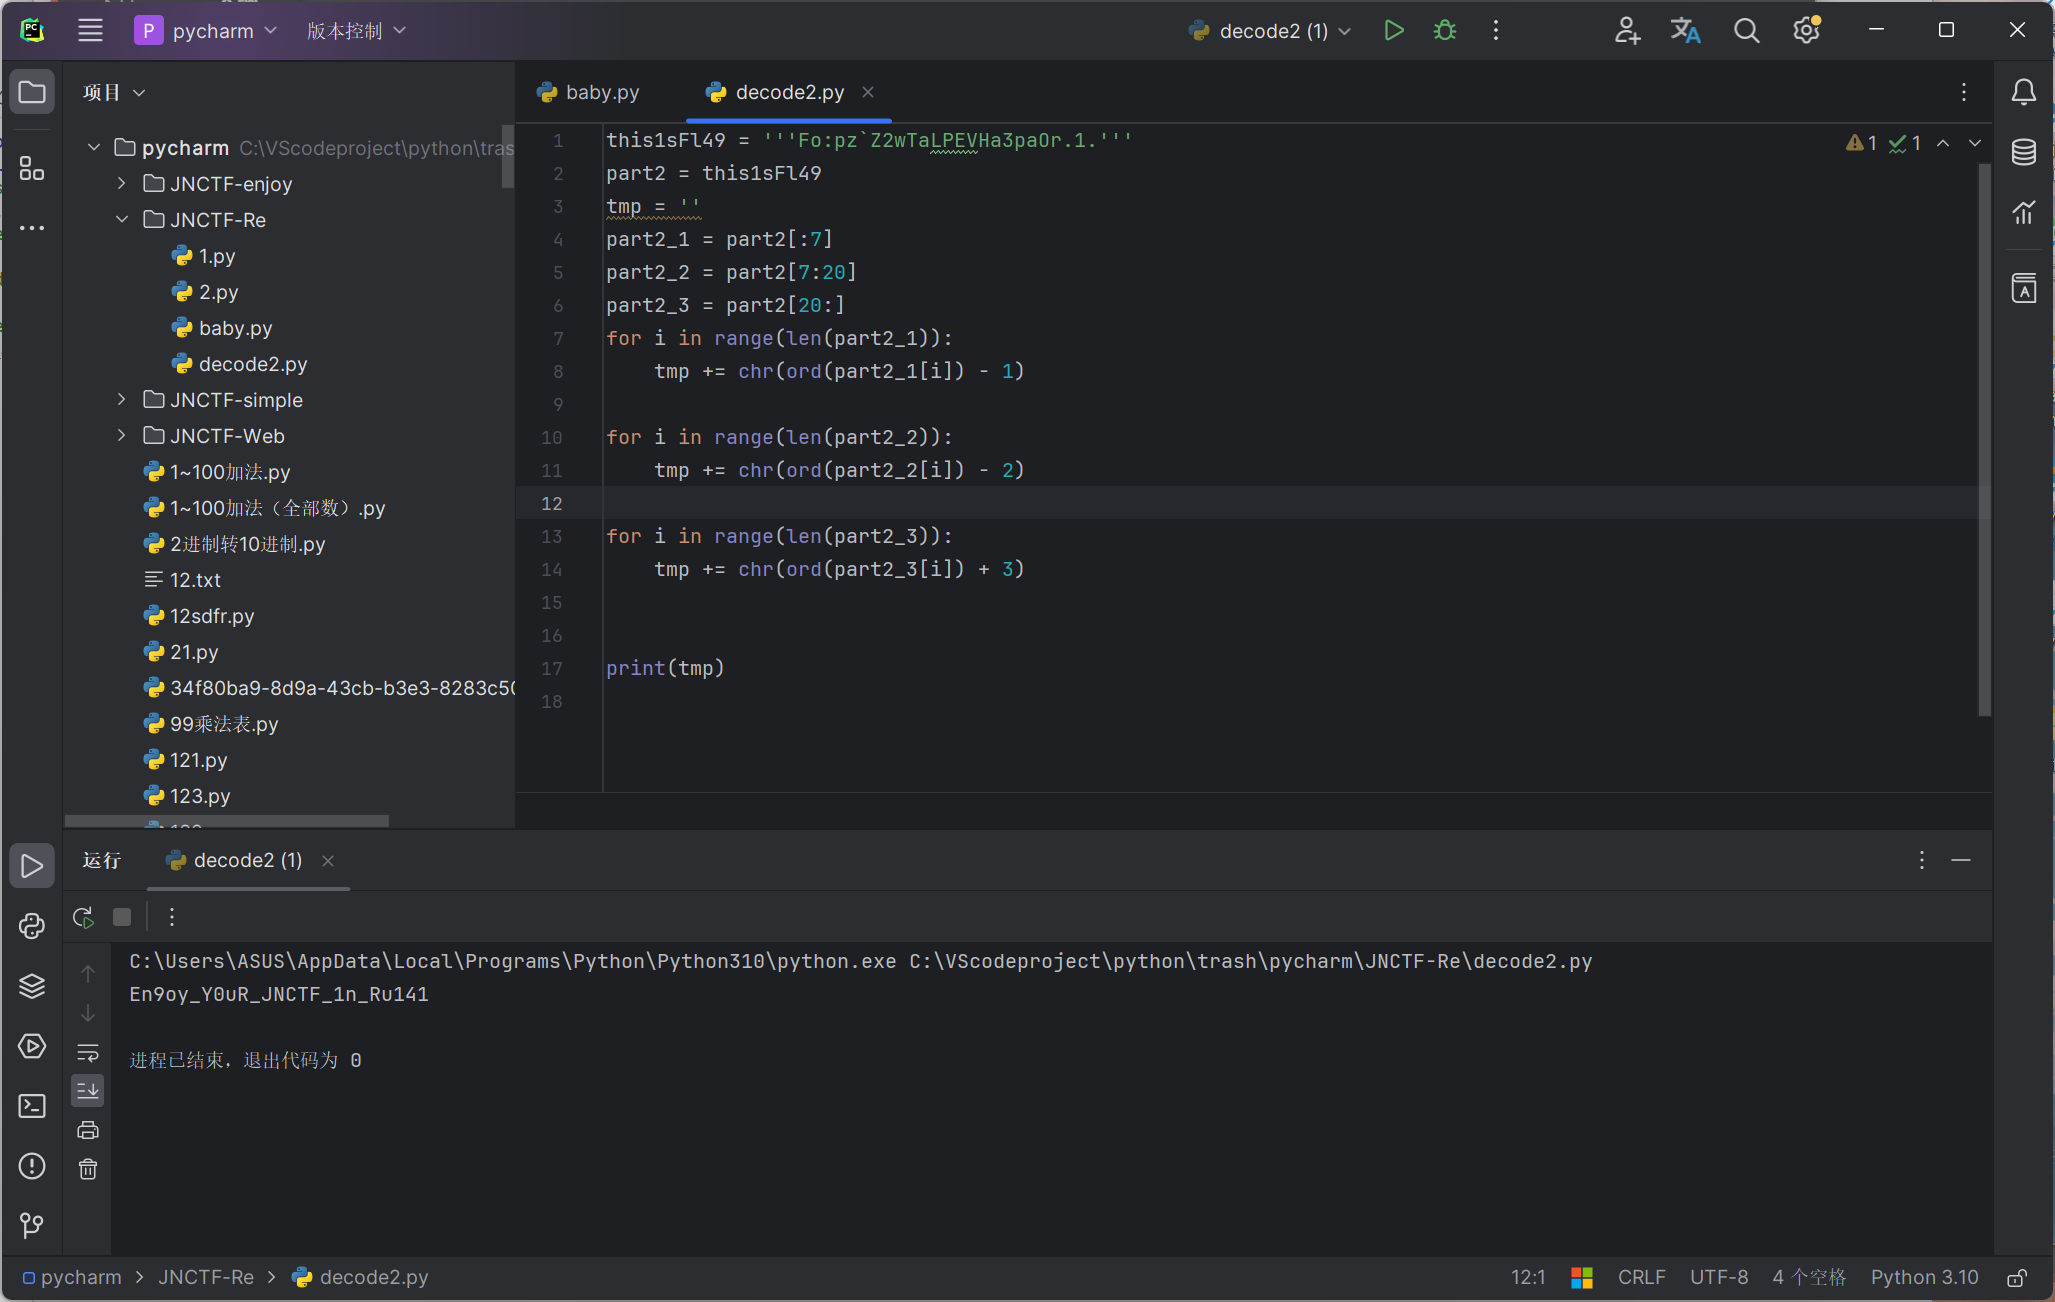 PC
P pycharm 版本控制 decode2 (1)
项目
pycharm C:\VScodeproject\python\tras
JNCTF-enjoy
JNCTF-Re
1.py
2.py
baby.py
decode2.py
JNCTF-simple
JNCTF-Web
1~100加法.py
1~100加法（全部数）.py
2进制转10进制.py
12.txt
12sdfr.py
21.py
34f80ba9-8d9a-43cb-b3e3-8283c50
99乘法表.py
121.py
123.py
baby.py decode2.py
1 this1sFl49 = '''Fo:pz`Z2wTaLPEVHa3paOr.1.'''
2 part2 = this1sFl49
3 tmp = ''
4 part2_1 = part2[:7]
5 part2_2 = part2[7:20]
6 part2_3 = part2[20:]
7 for i in range(len(part2_1)):
8 tmp += chr(ord(part2_1[i]) - 1)
9
10 for i in range(len(part2_2)):
11 tmp += chr(ord(part2_2[i]) - 2)
12
13 for i in range(len(part2_3)):
14 tmp += chr(ord(part2_3[i]) + 3)
15
16
17 print(tmp)
18
1 1
运行 decode2 (1)
C:\Users\ASUS\AppData\Local\Programs\Python\Python310\python.exe C:\VScodeproject\python\trash\pycharm\JNCTF-Re\decode2.py
En9oy_Y0uR_JNCTF_1n_Ru141
进程已结束，退出代码为 0
pycharm > JNCTF-Re > decode2.py 12:1 CRLF UTF-8 4 个空格 Python 3.10